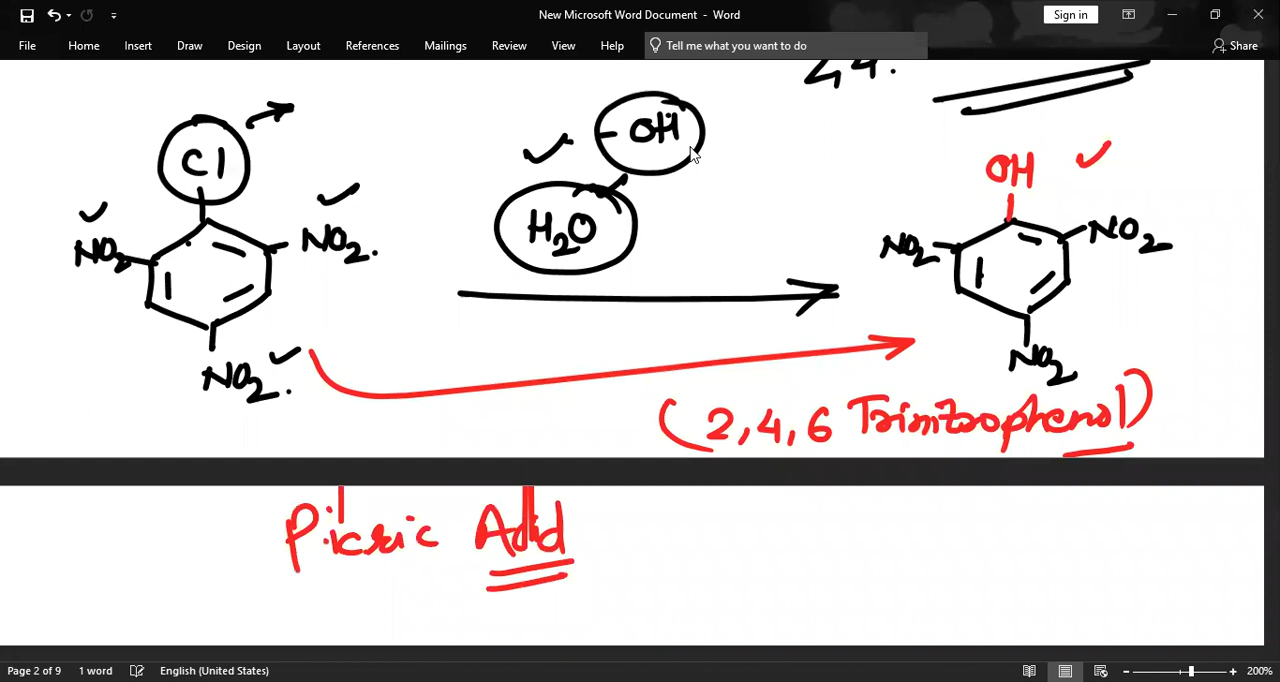 New Microsoft Word Document - Word
Sign in
File Home Insert Draw Design Layout References Mailings Review View Help Tell me what you want to do Share
24.
Cl
OH
OH
NO2
NO2.
H2O
NO2
NO2
NO2.
NO2
(2,4,6 Trinitrophenol)
Picric Acid
Page 2 of 9 1 word English (United States) 200%